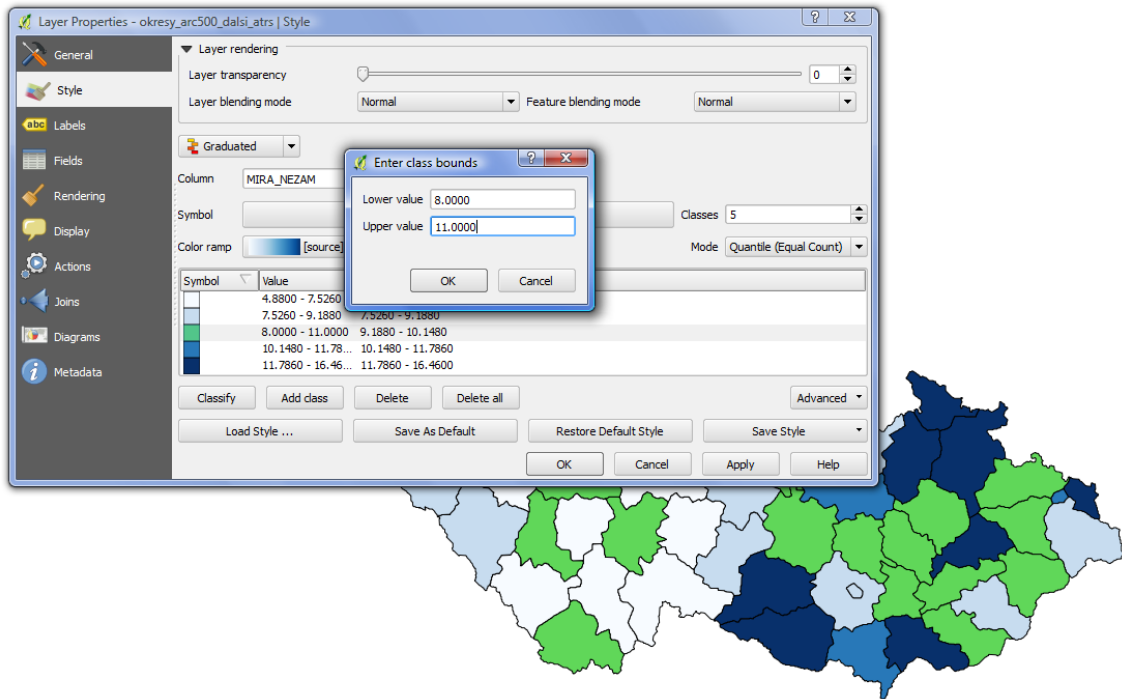 Layer Properties - okresy_arc500_dalsi_atrs | Style
General
Style
Labels
Fields
Rendering
Display
Actions
Joins
Diagrams
Metadata
Layer rendering
Layer transparency 0
Layer blending mode Normal Feature blending mode Normal
Graduated
Column MIRA_NEZAM
Symbol Classes 5
Color ramp [source] Mode Quantile (Equal Count)
Enter class bounds
Lower value 8.0000
Upper value 11.0000
OK Cancel
Symbol Value
4.8800 - 7.5260
7.5260 - 9.1880 7.5260 - 9.1880
8.0000 - 11.0000 9.1880 - 10.1480
10.1480 - 11.78... 10.1480 - 11.7860
11.7860 - 16.46... 11.7860 - 16.4600
Classify Add class Delete Delete all Advanced
Load Style ... Save As Default Restore Default Style Save Style
OK Cancel Apply Help